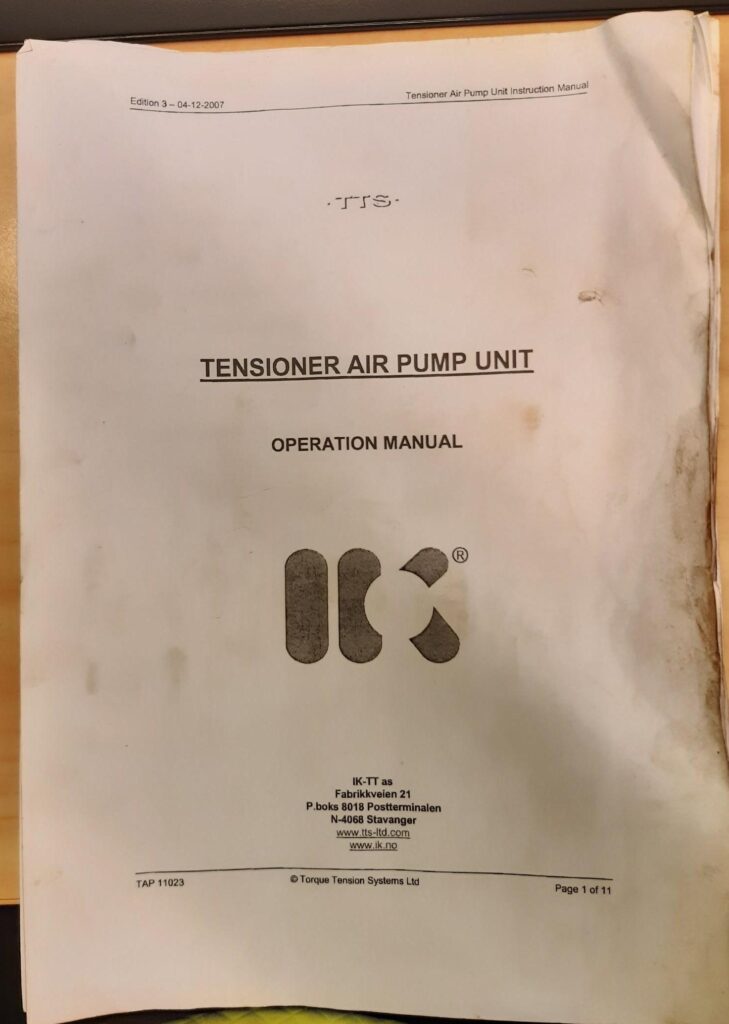 Edition 3 – 04-12-2007
Tensioner Air Pump Unit Instruction Manual
·TTS·
TENSIONER AIR PUMP UNIT
OPERATION MANUAL
IK®
IK-TT as
Fabrikkveien 21
P.boks 8018 Postterminalen
N-4068 Stavanger
www.tts-ltd.com
www.ik.no
TAP 11023
© Torque Tension Systems Ltd
Page 1 of 11